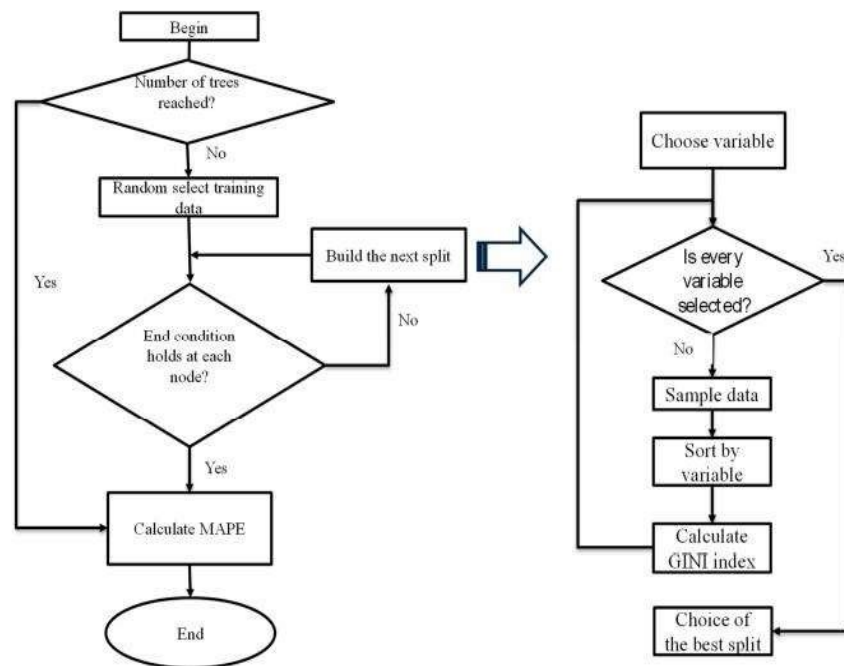 Begin
Number of trees
reached?
No
Random select training
data
Build the next split
Yes
No
End condition
holds at each
node?
Yes
Calculate MAPE
End
Choose variable
Is every
variable
selected?
Yes
No
Sample data
Sort by
variable
Calculate
GINI index
Choice of
the best split